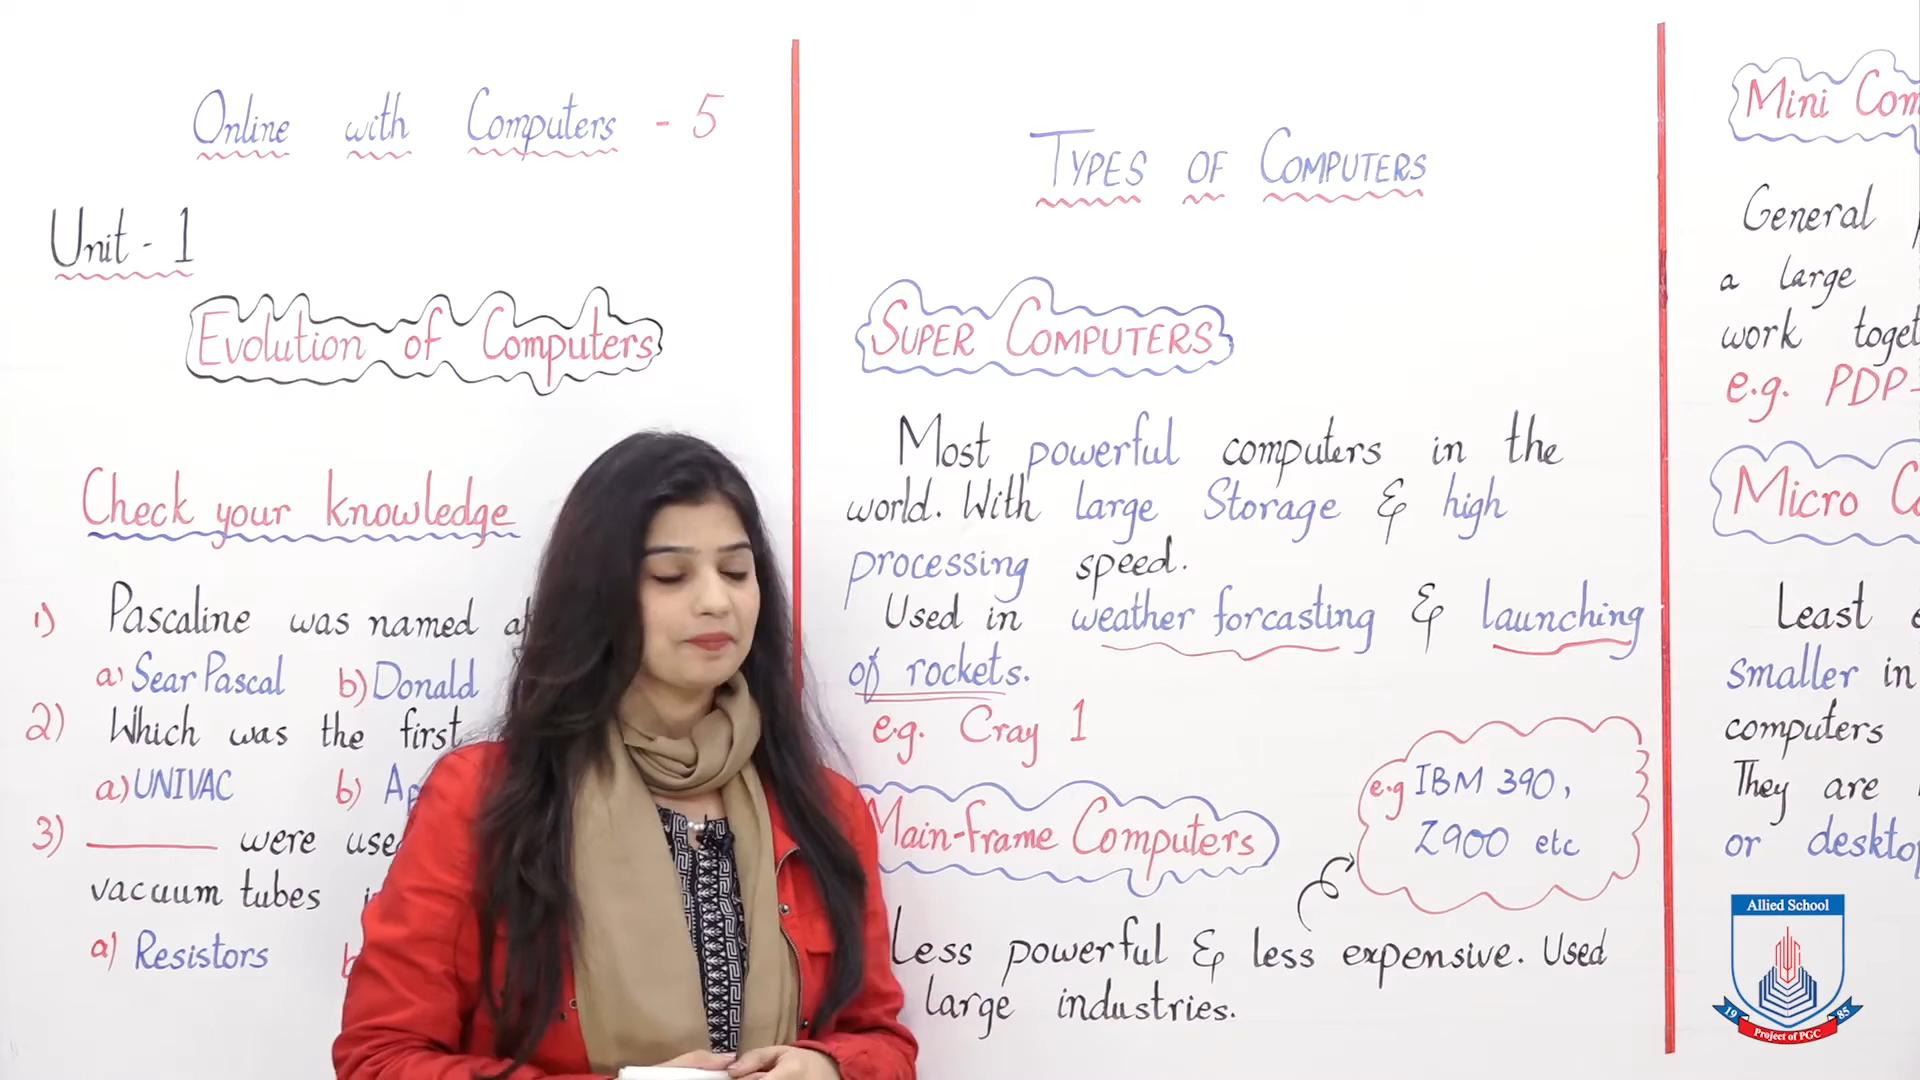 Online with Computers - 5
Unit - 1
Evolution of Computers
Check your knowledge
1) Pascaline was named
a) Sear Pascal b) Donald
2) Which was the first
a) UNIVAC b)
3) ________ were
vacuum tubes
a) Resistors
TYPES OF COMPUTERS
SUPER COMPUTERS
Most powerful computers in the
world. With large Storage & high
processing speed.
Used in weather forcasting & launching
of rockets.
e.g. Cray 1
Main-frame Computers
e.g IBM 390,
Z900 etc
Less powerful & less expensive. Used
large industries.
Mini
General
a large
work
e.g. PDP-
Micro
Least
smaller in
computers
They are
or
Allied School
1985
Project of PGC